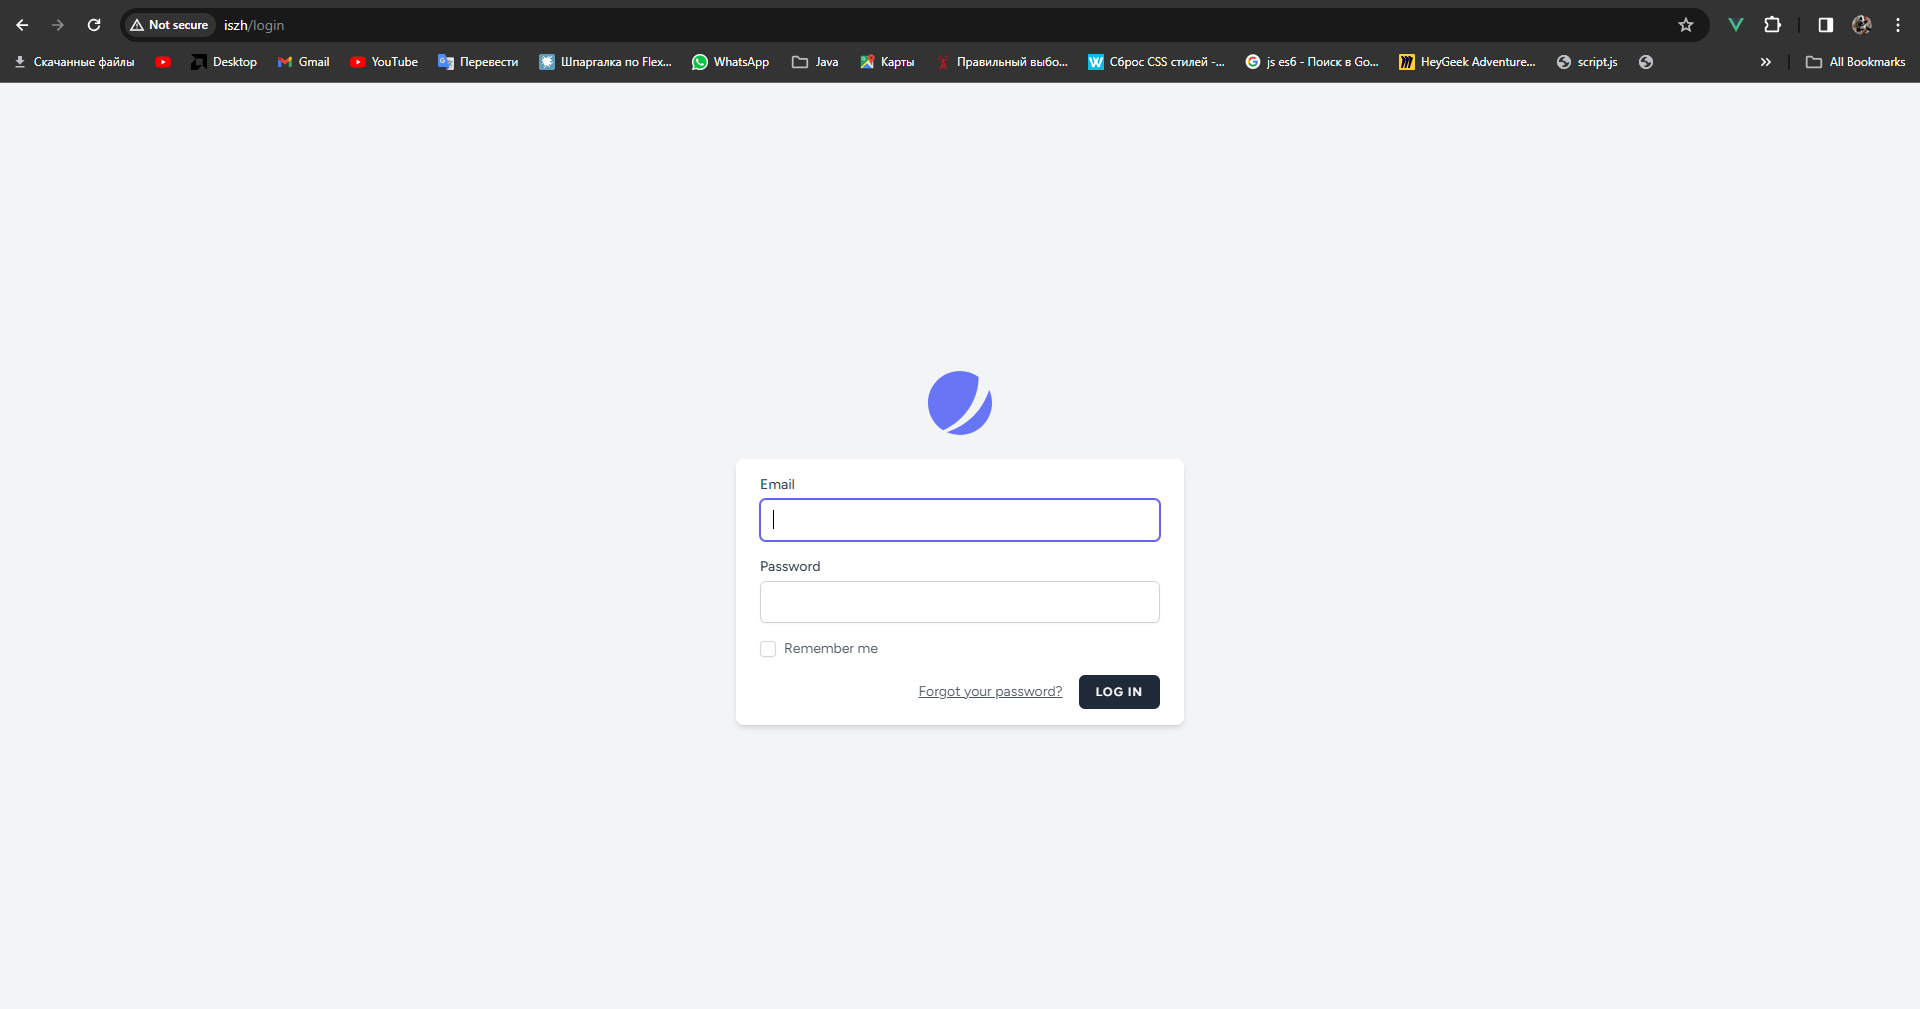 Not secure iszh/login
Скачанные файлы Desktop Gmail YouTube Перевести Шпаргалка по Flex... WhatsApp Java Карты Правильный выбо... Сброс CSS стилей -... js es6 - Поиск в Go... HeyGeek Adventure... script.js » All Bookmarks
Email
Password
Remember me
Forgot your password? LOG IN